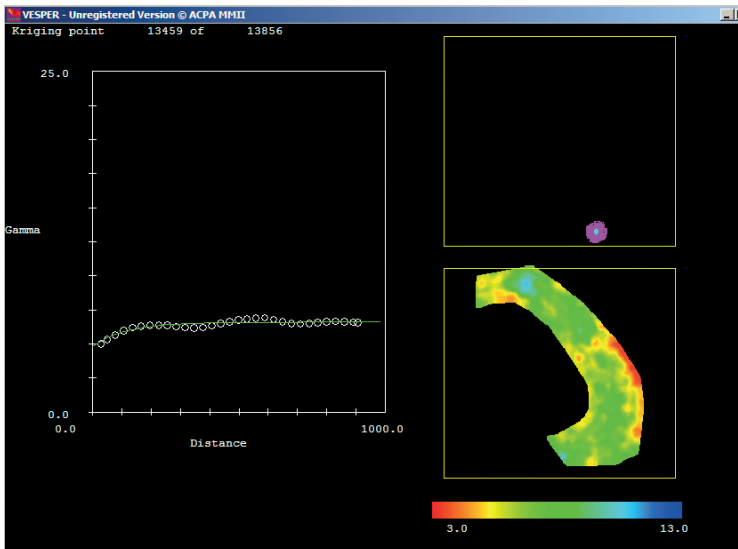 VESPER - Unregistered Version © ACPA MMII
Kriging point 13459 of 13856
25.0
Gamma
0.0
0.0 1000.0
Distance
3.0 13.0